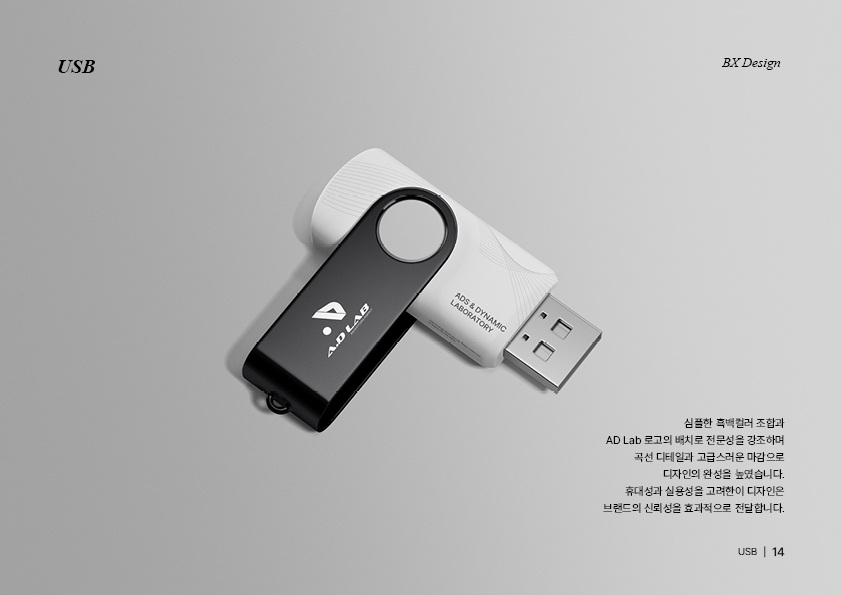 USB
BX Design
A.D LAB
ADS & DYNAMIC
LABORATORY
심플한 흑백컬러 조합과
AD Lab 로고의 배치로 전문성을 강조하며
곡선 디테일과 고급스러운 마감으로
디자인의 완성을 높였습니다.
휴대성과 실용성을 고려한이 디자인은
브랜드의 신뢰성을 효과적으로 전달합니다.
USB | 14